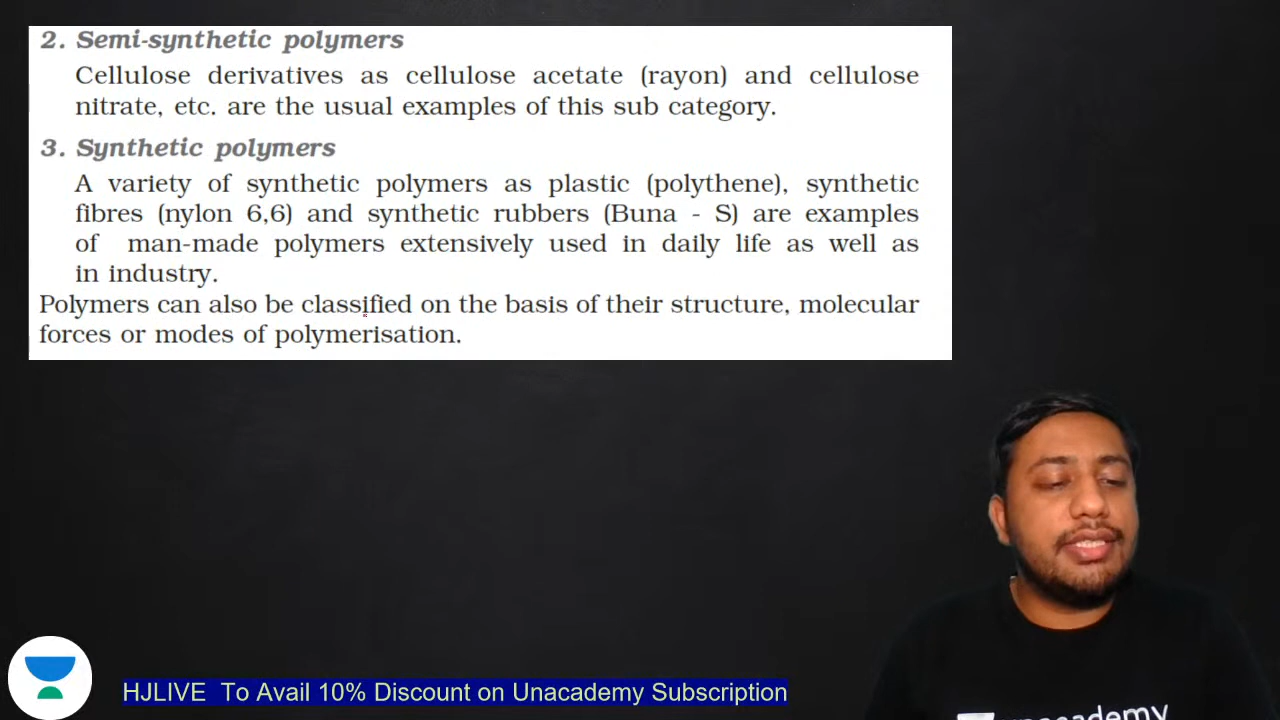 2. Semi-synthetic polymers
Cellulose derivatives as cellulose acetate (rayon) and cellulose
nitrate, etc. are the usual examples of this sub category.
3. Synthetic polymers
A variety of synthetic polymers as plastic (polythene), synthetic
fibres (nylon 6,6) and synthetic rubbers (Buna - S) are examples
of man-made polymers extensively used in daily life as well as
in industry.
Polymers can also be classified on the basis of their structure, molecular
forces or modes of polymerisation.
HJLIVE To Avail 10% Discount on Unacademy Subscription
unacademy